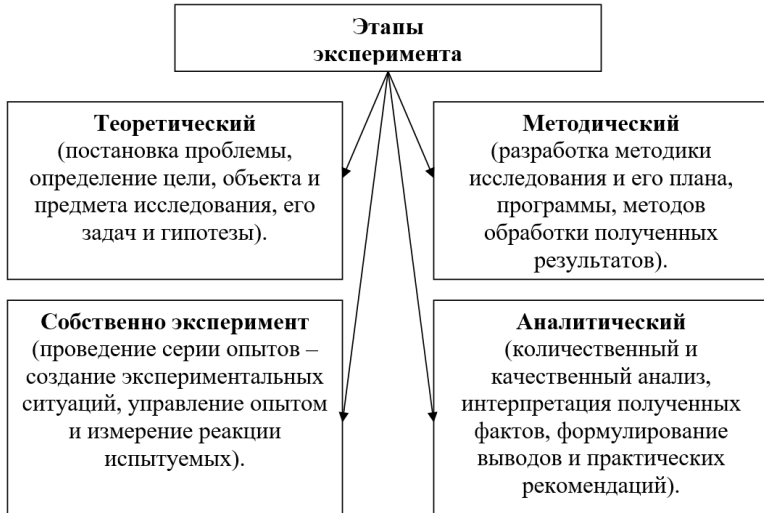 Этапы
эксперимента
Теоретический
(постановка проблемы,
определение цели, объекта и
предмета исследования, его
задач и гипотезы).
Методический
(разработка методики
исследования и его плана,
программы, методов
обработки полученных
результатов).
Собственно эксперимент
(проведение серии опытов –
создание экспериментальных
ситуаций, управление опытом
и измерение реакции
испытуемых).
Аналитический
(количественный и
качественный анализ,
интерпретация полученных
фактов, формулирование
выводов и практических
рекомендаций).